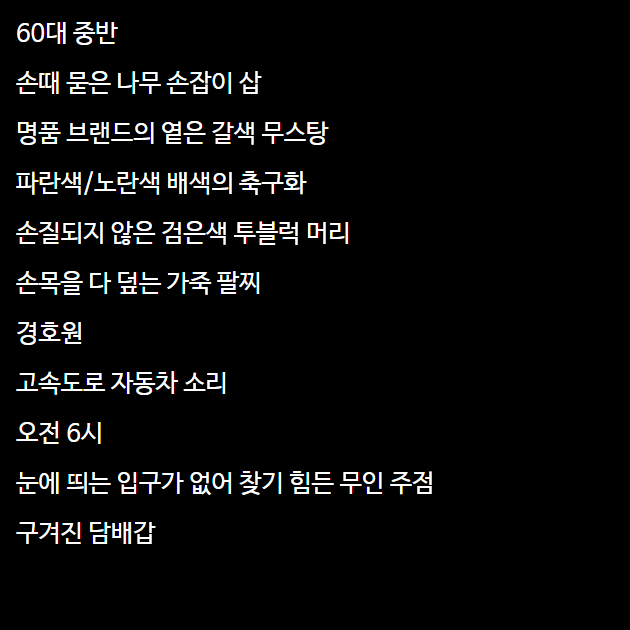 60대 중반
손때 묻은 나무 손잡이 삽
명품 브랜드의 옅은 갈색 무스탕
파란색/노란색 배색의 축구화
손질되지 않은 검은색 투블럭 머리
손목을 다 덮는 가죽 팔찌
경호원
고속도로 자동차 소리
오전 6시
눈에 띄는 입구가 없어 찾기 힘든 무인 주점
구겨진 담배갑